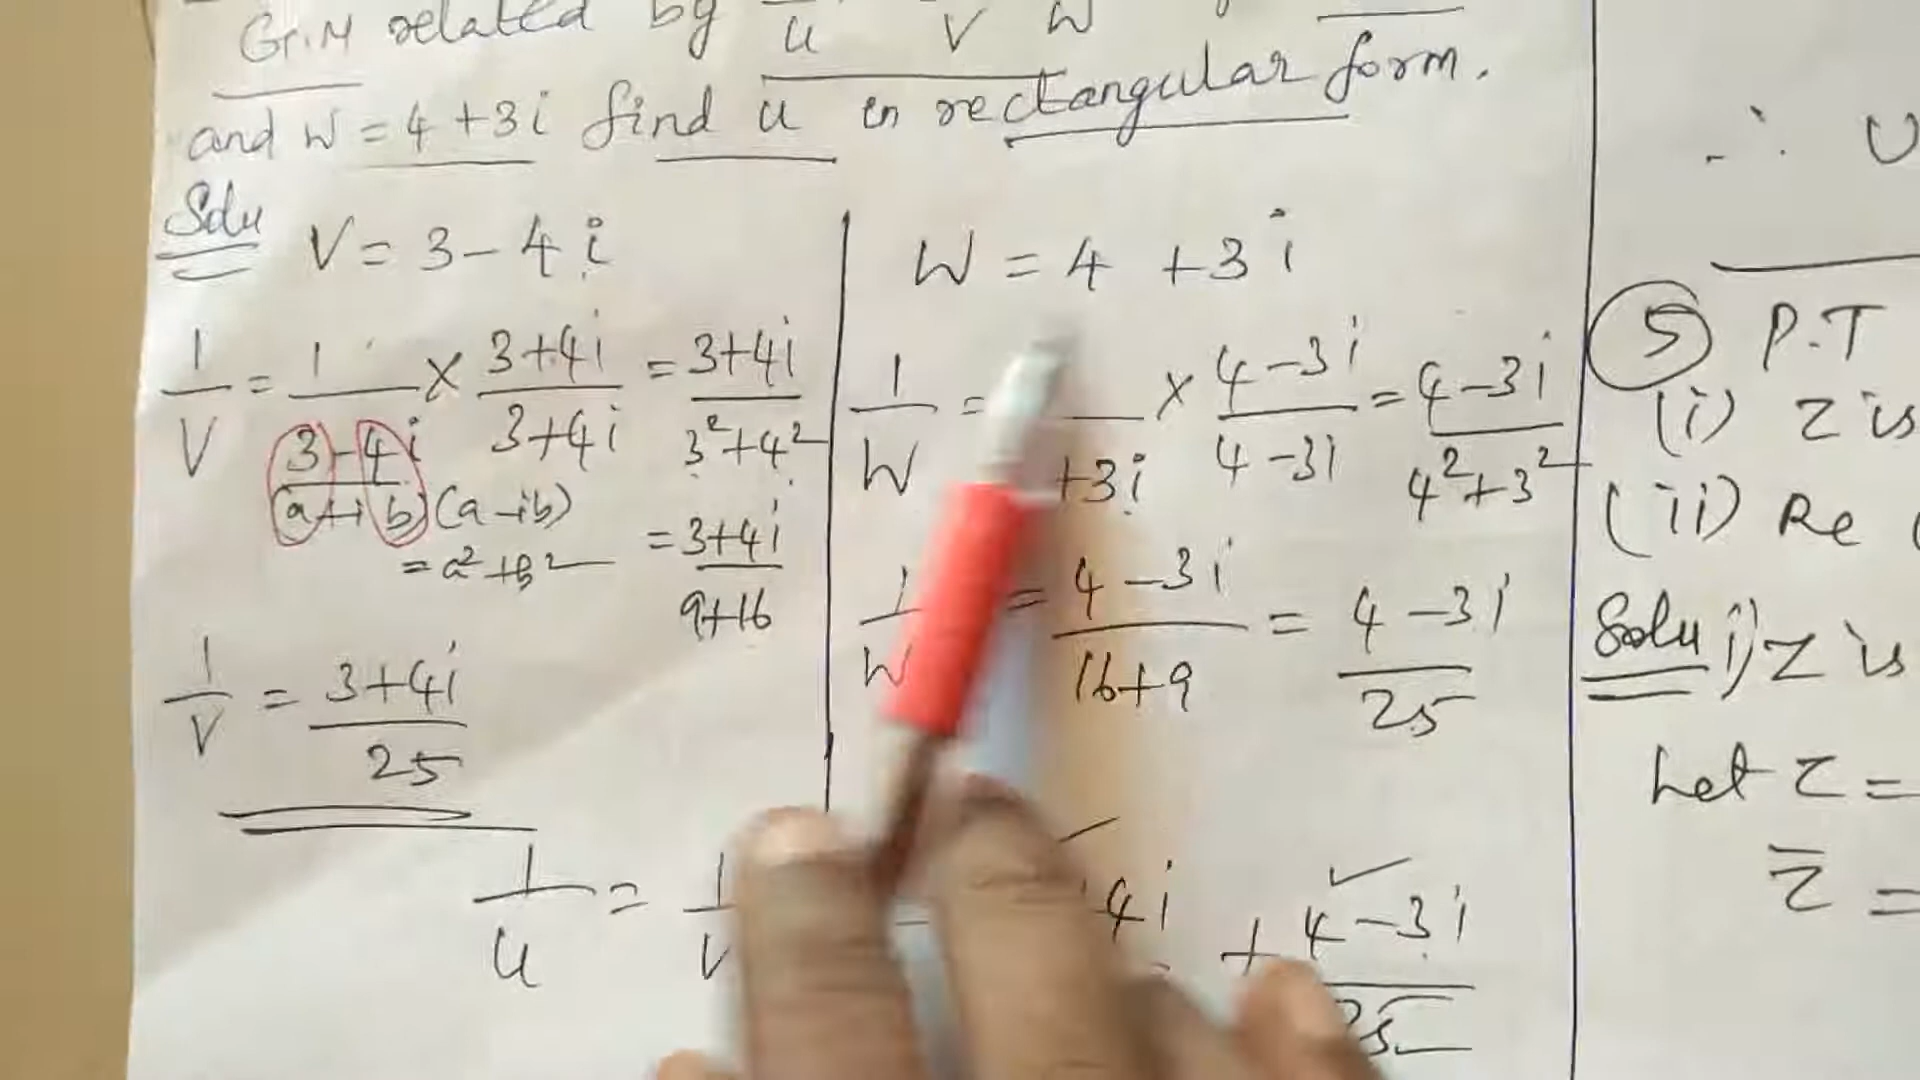 G.M related by u V W
and W = 4 + 3i find u in rectangular form.
Solu V = 3 - 4i
1/V = 1/(3 - 4i) × (3+4i)/(3+4i) = (3+4i)/(3²+4²)
(a+ib)(a-ib)
= a²+b²
= (3+4i)/(9+16)
1/V = (3+4i)/25
W = 4 + 3i
1/W = +3i × (4-3i)/(4-3i) = (4-3i)/(4²+3²)
1/W = (4-3i)/(16+9) = (4-3i)/25
1/u = 1/V 4i + (4-3i)/25
∴ U
5 P.T
(i) Z is
(ii) Re (
Solu i) Z is
Let Z =
Z̄ =